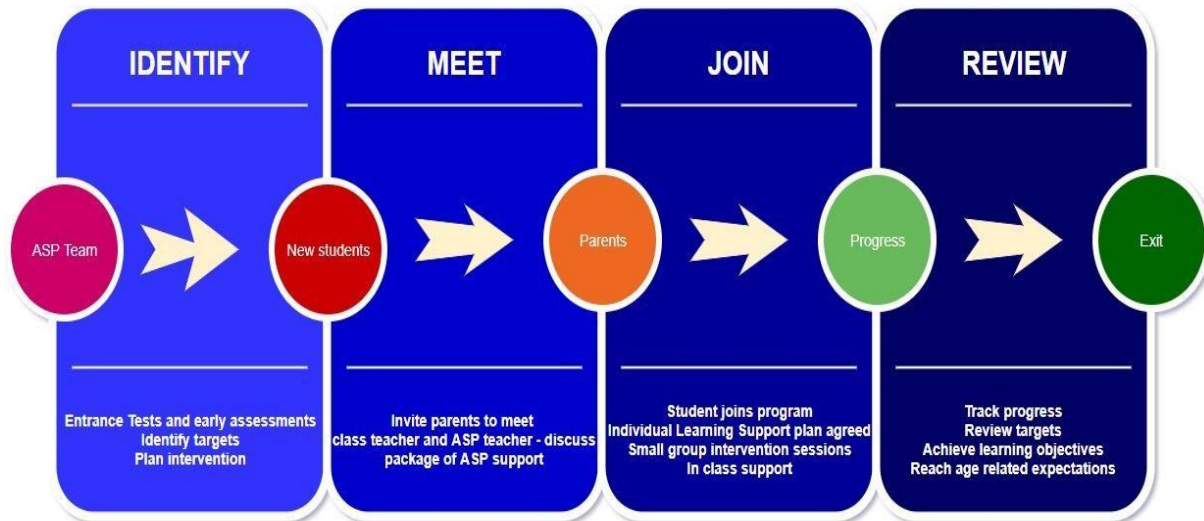 IDENTIFY
MEET
JOIN
REVIEW
ASP Team
New students
Parents
Progress
Exit
Entrance Tests and early assessments
Identify targets
Plan intervention
Invite parents to meet
class teacher and ASP teacher - discuss
package of ASP support
Student joins program
Individual Learning Support plan agreed
Small group intervention sessions
In class support
Track progress
Review targets
Achieve learning objectives
Reach age related expectations